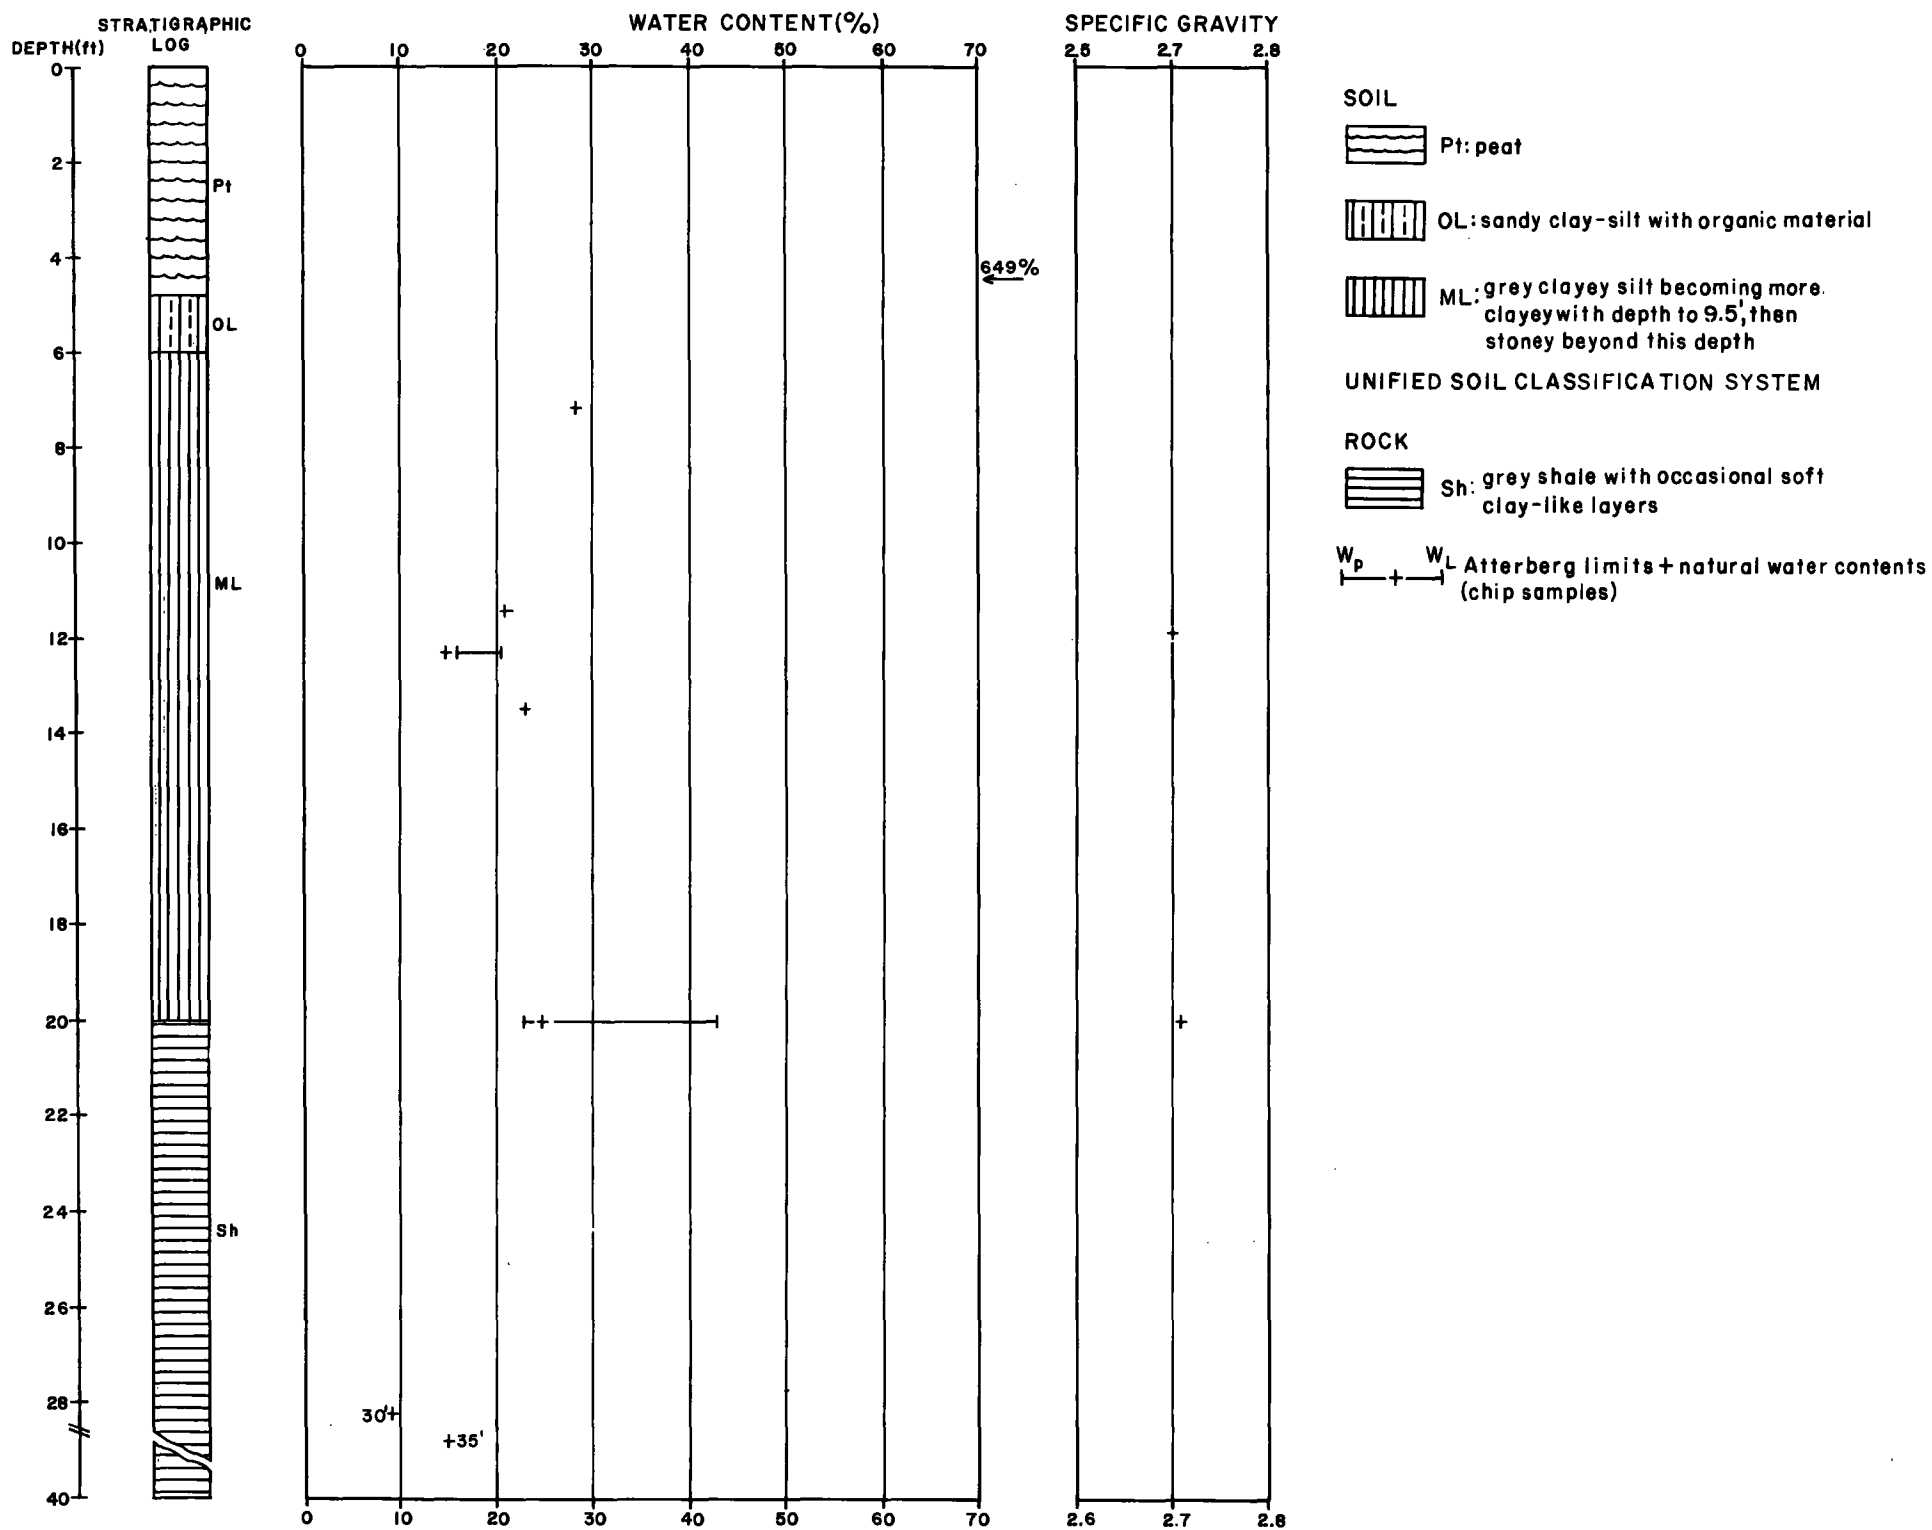 STRATIGRAPHIC
LOG
DEPTH(ft)
WATER CONTENT(%)
SPECIFIC GRAVITY
0 10 20 30 40 50 60 70
2.6 2.7 2.8
0
2
4
6
8
10
12
14
16
18
20
22
24
26
28
40
Pt
OL
ML
Sh
649%
30'
35'
0 10 20 30 40 50 60 70
2.6 2.7 2.8
SOIL
Pt: peat
OL: sandy clay-silt with organic material
ML: grey clayey silt becoming more
clayey with depth to 9.5', then
stoney beyond this depth
UNIFIED SOIL CLASSIFICATION SYSTEM
ROCK
Sh: grey shale with occasional soft
clay-like layers
Wp WL Atterberg limits + natural water contents
(chip samples)